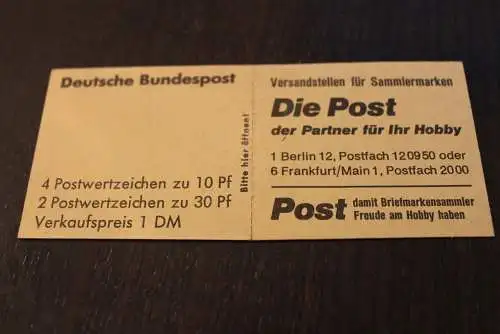 Deutsche Bundespost
4 Postwertzeichen zu 10 Pf
2 Postwertzeichen zu 30 Pf
Verkaufspreis 1 DM
Bitte hier öffnen!
Versandstellen für Sammlermarken
Die Post
der Partner für Ihr Hobby
1 Berlin 12, Postfach 120950 oder
6 Frankfurt/Main 1, Postfach 2000
Post damit Briefmarkensammler
Freude am Hobby haben